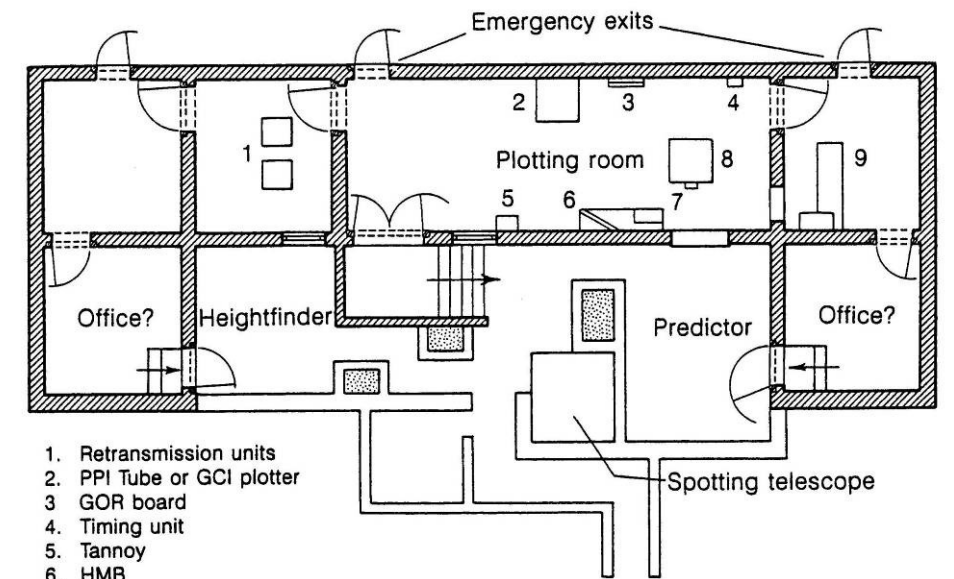 Emergency exits
2
3
4
1
Plotting room
8
9
5
6
7
Office?
Heightfinder
Predictor
Office?
1. Retransmission units
2. PPI Tube or GCI plotter
3 GOR board
4. Timing unit
5. Tannoy
6 HMB
Spotting telescope